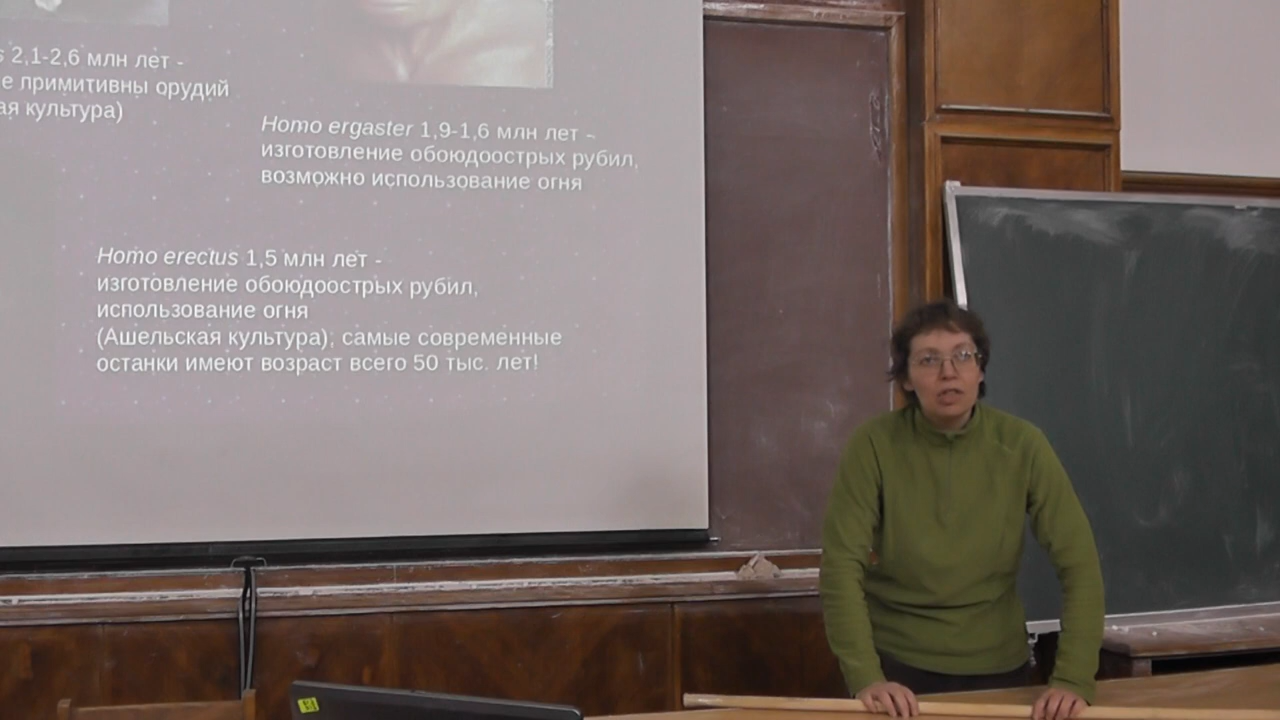 s 2,1-2,6 млн лет -
е примитивны орудий
ая культура)
Homo ergaster 1,9-1,6 млн лет -
изготовление обоюдоострых рубил,
возможно использование огня
Homo erectus 1,5 млн лет -
изготовление обоюдоострых рубил,
использование огня
(Ашельская культура); самые современные
останки имеют возраст всего 50 тыс. лет!